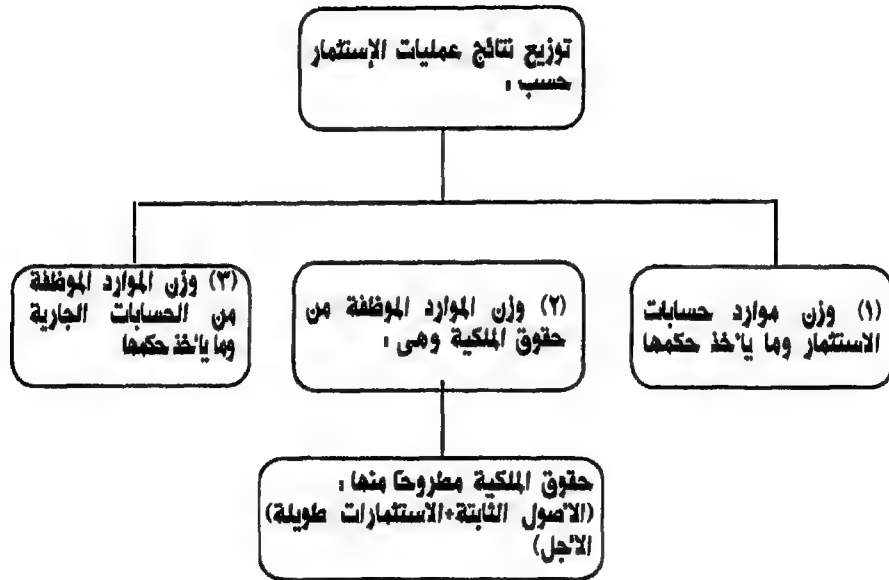 توزيع نتائج عمليات الإستثمار
حسب :
(١) وزن موارد حسابات
الاستثمار وما يأخذ حكمها
(٢) وزن الموارد الموظفة من
حقوق الملكية وهى :
(٣) وزن الموارد الموظفة
من الحسابات الجارية
وما يأخذ حكمها
حقوق الملكية مطروحاً منها :
(الأصول الثابتة+الاستثمارات طويلة
الأجل)